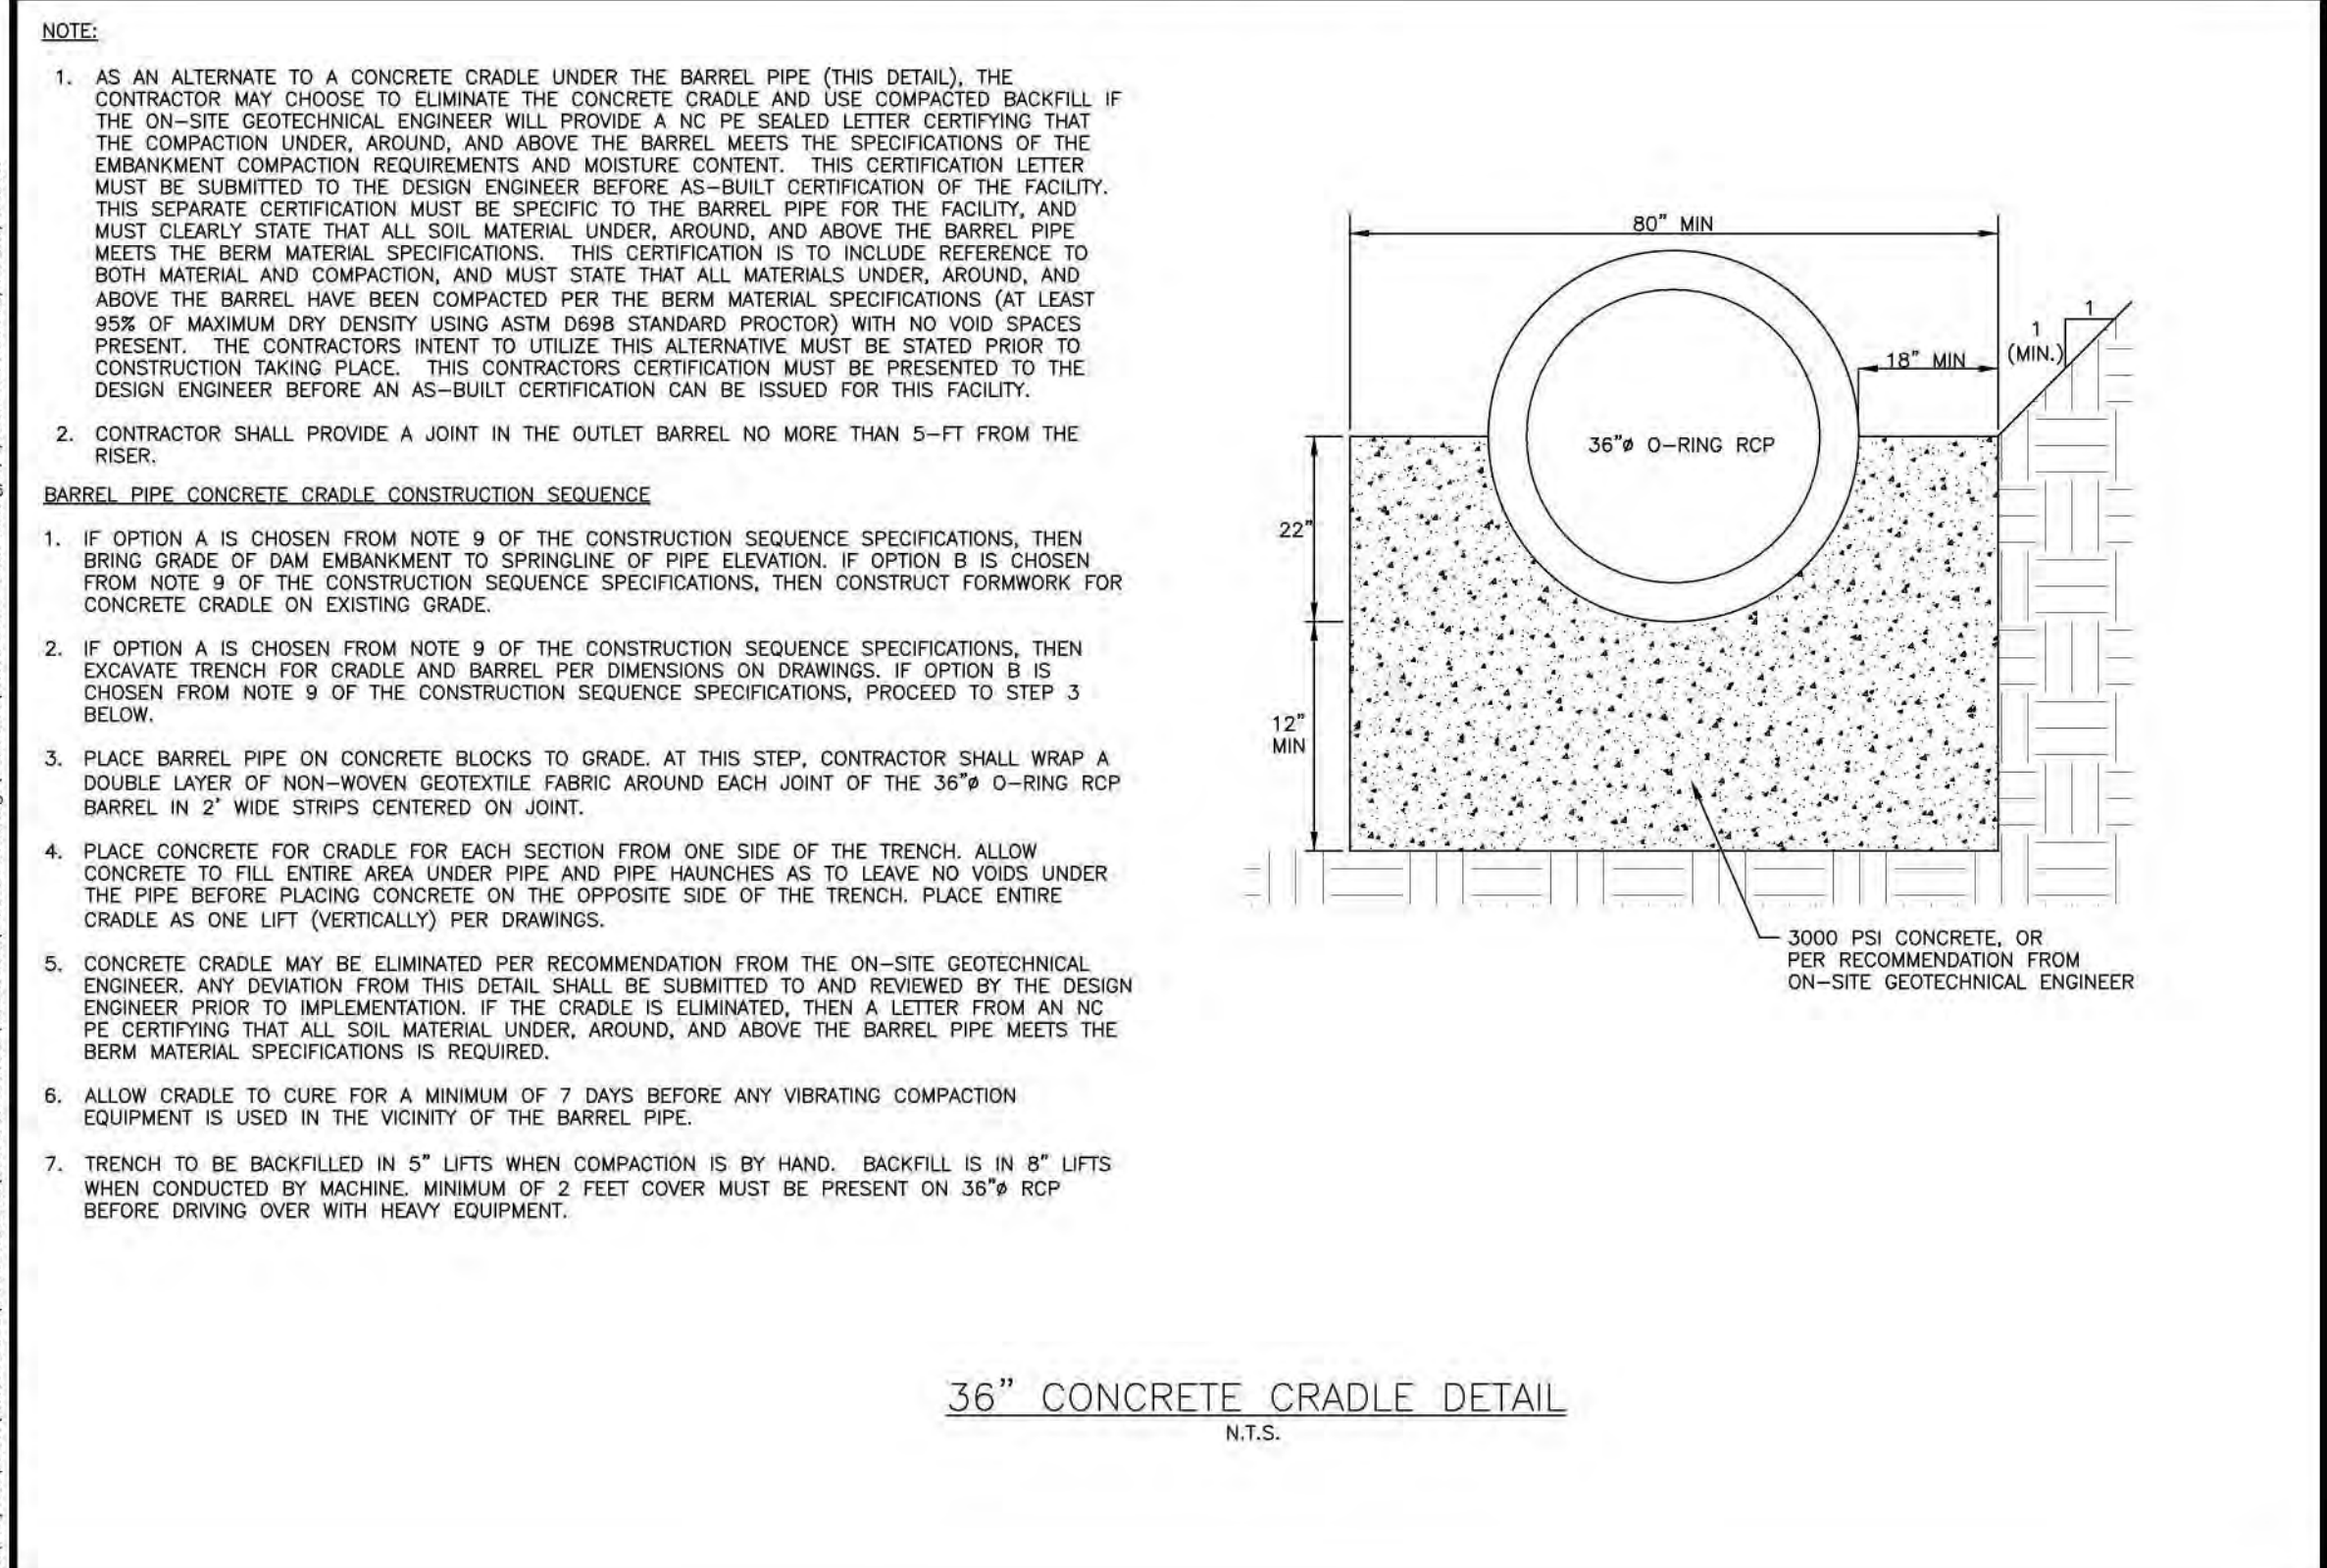 NOTE:
1. AS AN ALTERNATE TO A CONCRETE CRADLE UNDER THE BARREL PIPE (THIS DETAIL), THE
CONTRACTOR MAY CHOOSE TO ELIMINATE THE CONCRETE CRADLE AND USE COMPACTED BACKFILL IF
THE ON-SITE GEOTECHNICAL ENGINEER WILL PROVIDE A NC PE SEALED LETTER CERTIFYING THAT
THE COMPACTION UNDER, AROUND, AND ABOVE THE BARREL MEETS THE SPECIFICATIONS OF THE
EMBANKMENT COMPACTION REQUIREMENTS AND MOISTURE CONTENT. THIS CERTIFICATION LETTER
MUST BE SUBMITTED TO THE DESIGN ENGINEER BEFORE AS-BUILT CERTIFICATION OF THE FACILITY.
THIS SEPARATE CERTIFICATION MUST BE SPECIFIC TO THE BARREL PIPE FOR THE FACILITY, AND
MUST CLEARLY STATE THAT ALL SOIL MATERIAL UNDER, AROUND, AND ABOVE THE BARREL PIPE
MEETS THE BERM MATERIAL SPECIFICATIONS. THIS CERTIFICATION IS TO INCLUDE REFERENCE TO
BOTH MATERIAL AND COMPACTION, AND MUST STATE THAT ALL MATERIALS UNDER, AROUND, AND
ABOVE THE BARREL HAVE BEEN COMPACTED PER THE BERM MATERIAL SPECIFICATIONS (AT LEAST
95% OF MAXIMUM DRY DENSITY USING ASTM D698 STANDARD PROCTOR) WITH NO VOID SPACES
PRESENT. THE CONTRACTORS INTENT TO UTILIZE THIS ALTERNATIVE MUST BE STATED PRIOR TO
CONSTRUCTION TAKING PLACE. THIS CONTRACTORS CERTIFICATION MUST BE PRESENTED TO THE
DESIGN ENGINEER BEFORE AN AS-BUILT CERTIFICATION CAN BE ISSUED FOR THIS FACILITY.
2. CONTRACTOR SHALL PROVIDE A JOINT IN THE OUTLET BARREL NO MORE THAN 5-FT FROM THE
RISER.
BARREL PIPE CONCRETE CRADLE CONSTRUCTION SEQUENCE
1. IF OPTION A IS CHOSEN FROM NOTE 9 OF THE CONSTRUCTION SEQUENCE SPECIFICATIONS, THEN
BRING GRADE OF DAM EMBANKMENT TO SPRINGLINE OF PIPE ELEVATION. IF OPTION B IS CHOSEN
FROM NOTE 9 OF THE CONSTRUCTION SEQUENCE SPECIFICATIONS, THEN CONSTRUCT FORMWORK FOR
CONCRETE CRADLE ON EXISTING GRADE.
2. IF OPTION A IS CHOSEN FROM NOTE 9 OF THE CONSTRUCTION SEQUENCE SPECIFICATIONS, THEN
EXCAVATE TRENCH FOR CRADLE AND BARREL PER DIMENSIONS ON DRAWINGS. IF OPTION B IS
CHOSEN FROM NOTE 9 OF THE CONSTRUCTION SEQUENCE SPECIFICATIONS, PROCEED TO STEP 3
BELOW.
3. PLACE BARREL PIPE ON CONCRETE BLOCKS TO GRADE. AT THIS STEP, CONTRACTOR SHALL WRAP A
DOUBLE LAYER OF NON-WOVEN GEOTEXTILE FABRIC AROUND EACH JOINT OF THE 36"ø O-RING RCP
BARREL IN 2' WIDE STRIPS CENTERED ON JOINT.
4. PLACE CONCRETE FOR CRADLE FOR EACH SECTION FROM ONE SIDE OF THE TRENCH. ALLOW
CONCRETE TO FILL ENTIRE AREA UNDER PIPE AND PIPE HAUNCHES AS TO LEAVE NO VOIDS UNDER
THE PIPE BEFORE PLACING CONCRETE ON THE OPPOSITE SIDE OF THE TRENCH. PLACE ENTIRE
CRADLE AS ONE LIFT (VERTICALLY) PER DRAWINGS.
5. CONCRETE CRADLE MAY BE ELIMINATED PER RECOMMENDATION FROM THE ON-SITE GEOTECHNICAL
ENGINEER. ANY DEVIATION FROM THIS DETAIL SHALL BE SUBMITTED TO AND REVIEWED BY THE DESIGN
ENGINEER PRIOR TO IMPLEMENTATION. IF THE CRADLE IS ELIMINATED, THEN A LETTER FROM AN NC
PE CERTIFYING THAT ALL SOIL MATERIAL UNDER, AROUND, AND ABOVE THE BARREL PIPE MEETS THE
BERM MATERIAL SPECIFICATIONS IS REQUIRED.
6. ALLOW CRADLE TO CURE FOR A MINIMUM OF 7 DAYS BEFORE ANY VIBRATING COMPACTION
EQUIPMENT IS USED IN THE VICINITY OF THE BARREL PIPE.
7. TRENCH TO BE BACKFILLED IN 5" LIFTS WHEN COMPACTION IS BY HAND. BACKFILL IS IN 8" LIFTS
WHEN CONDUCTED BY MACHINE. MINIMUM OF 2 FEET COVER MUST BE PRESENT ON 36"ø RCP
BEFORE DRIVING OVER WITH HEAVY EQUIPMENT.
80" MIN
1
1
(MIN.)
18" MIN
36"ø O-RING RCP
22"
12"
MIN
3000 PSI CONCRETE, OR
PER RECOMMENDATION FROM
ON-SITE GEOTECHNICAL ENGINEER
36" CONCRETE CRADLE DETAIL
N.T.S.